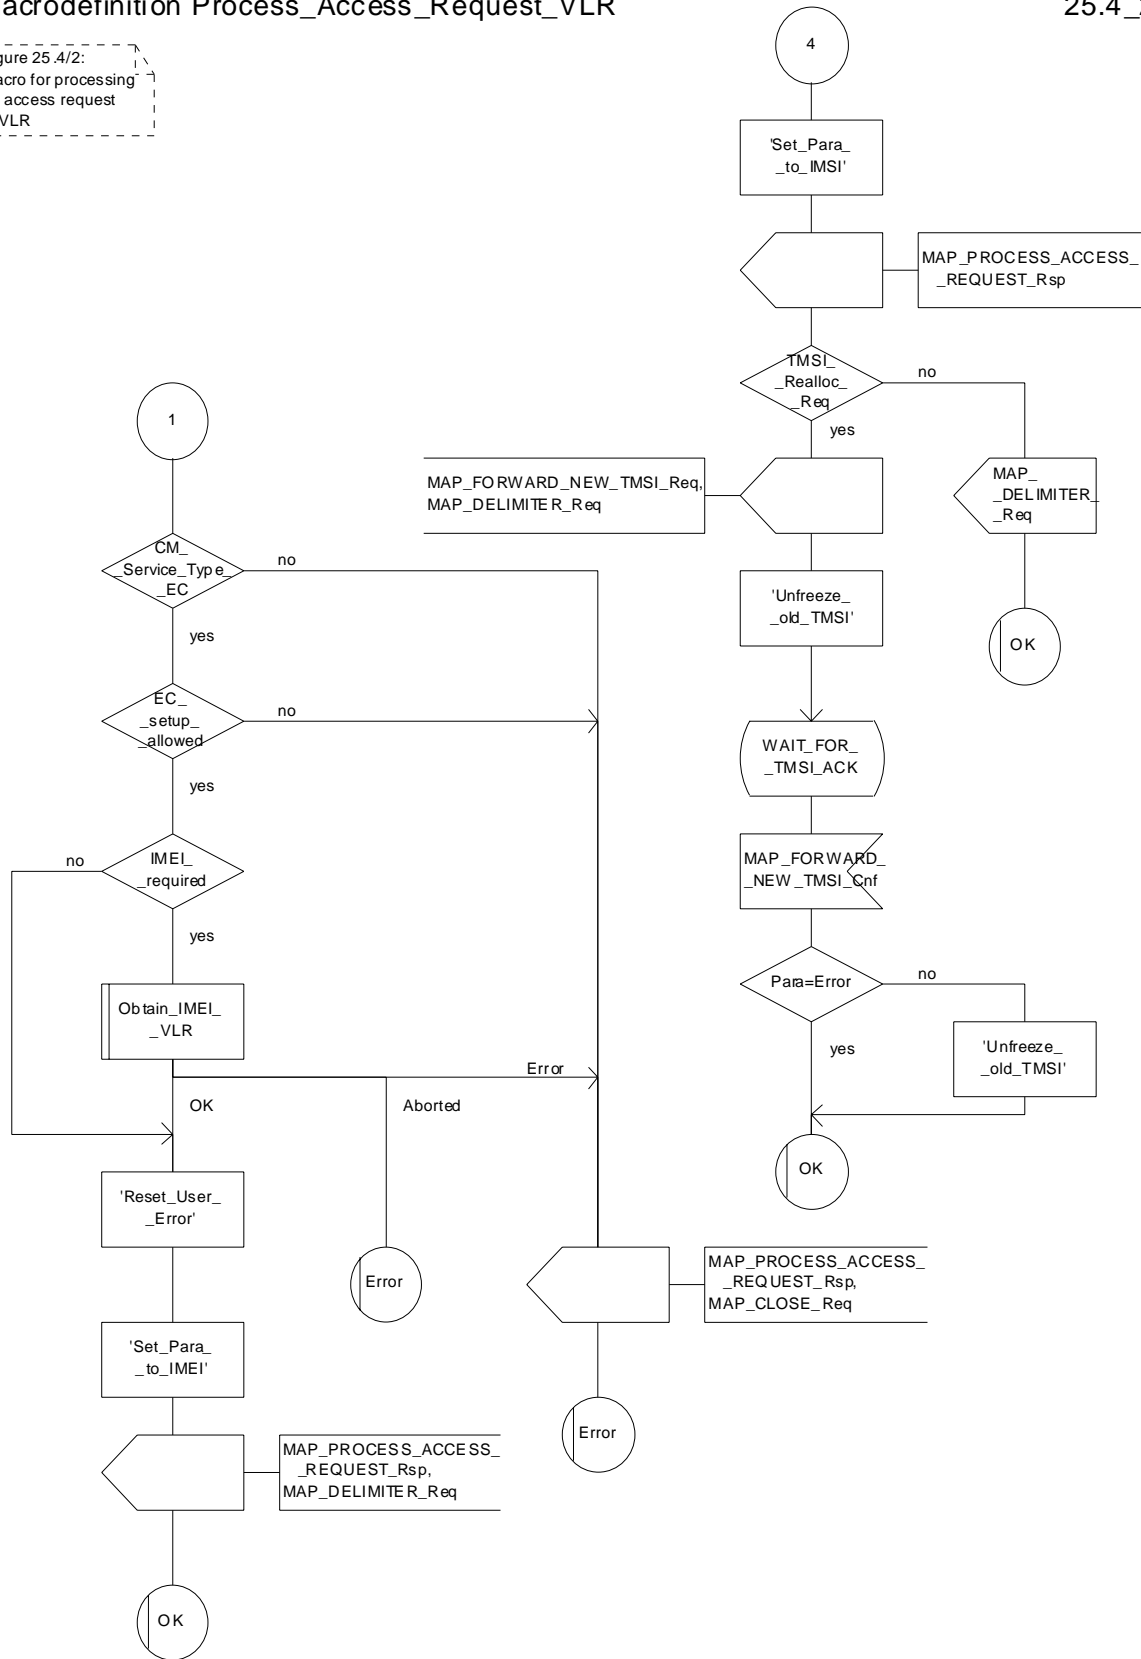 acrodefinition Process_Access_Request_VLR
25.4_
gure 25.4/2:
acro for processing
access request
VLR
4
'Set_Para_
_to_IMSI'
MAP_PROCESS_ACCESS_
_REQUEST_Rsp
TMSI_
_Realloc_
_Req
no
yes
MAP_FORWARD_NEW_TMSI_Req,
MAP_DELIMITER_Req
MAP_
_DELIMITER_
_Req
'Unfreeze_
_old_TMSI'
OK
WAIT_FOR_
_TMSI_ACK
MAP_FORWARD_
_NEW_TMSI_Cnf
Para=Error
no
yes
'Unfreeze_
_old_TMSI'
OK
1
CM_
_Service_Type_
_EC
no
yes
EC_
_setup_
_allowed
no
yes
IMEI_
_required
no
yes
Obtain_IMEI_
_VLR
Error
OK
Aborted
'Reset_User_
_Error'
Error
MAP_PROCESS_ACCESS_
_REQUEST_Rsp,
MAP_CLOSE_Req
'Set_Para_
_to_IMEI'
Error
MAP_PROCESS_ACCESS_
_REQUEST_Rsp,
MAP_DELIMITER_Req
OK